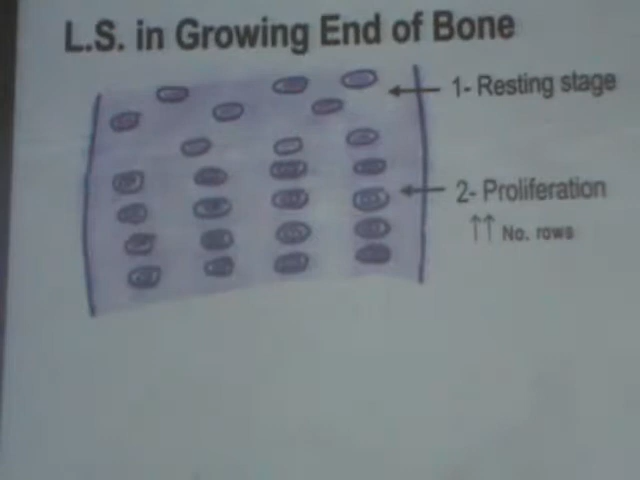 L.S. in Growing End of Bone
1- Resting stage
2- Proliferation
↑↑ No. rows